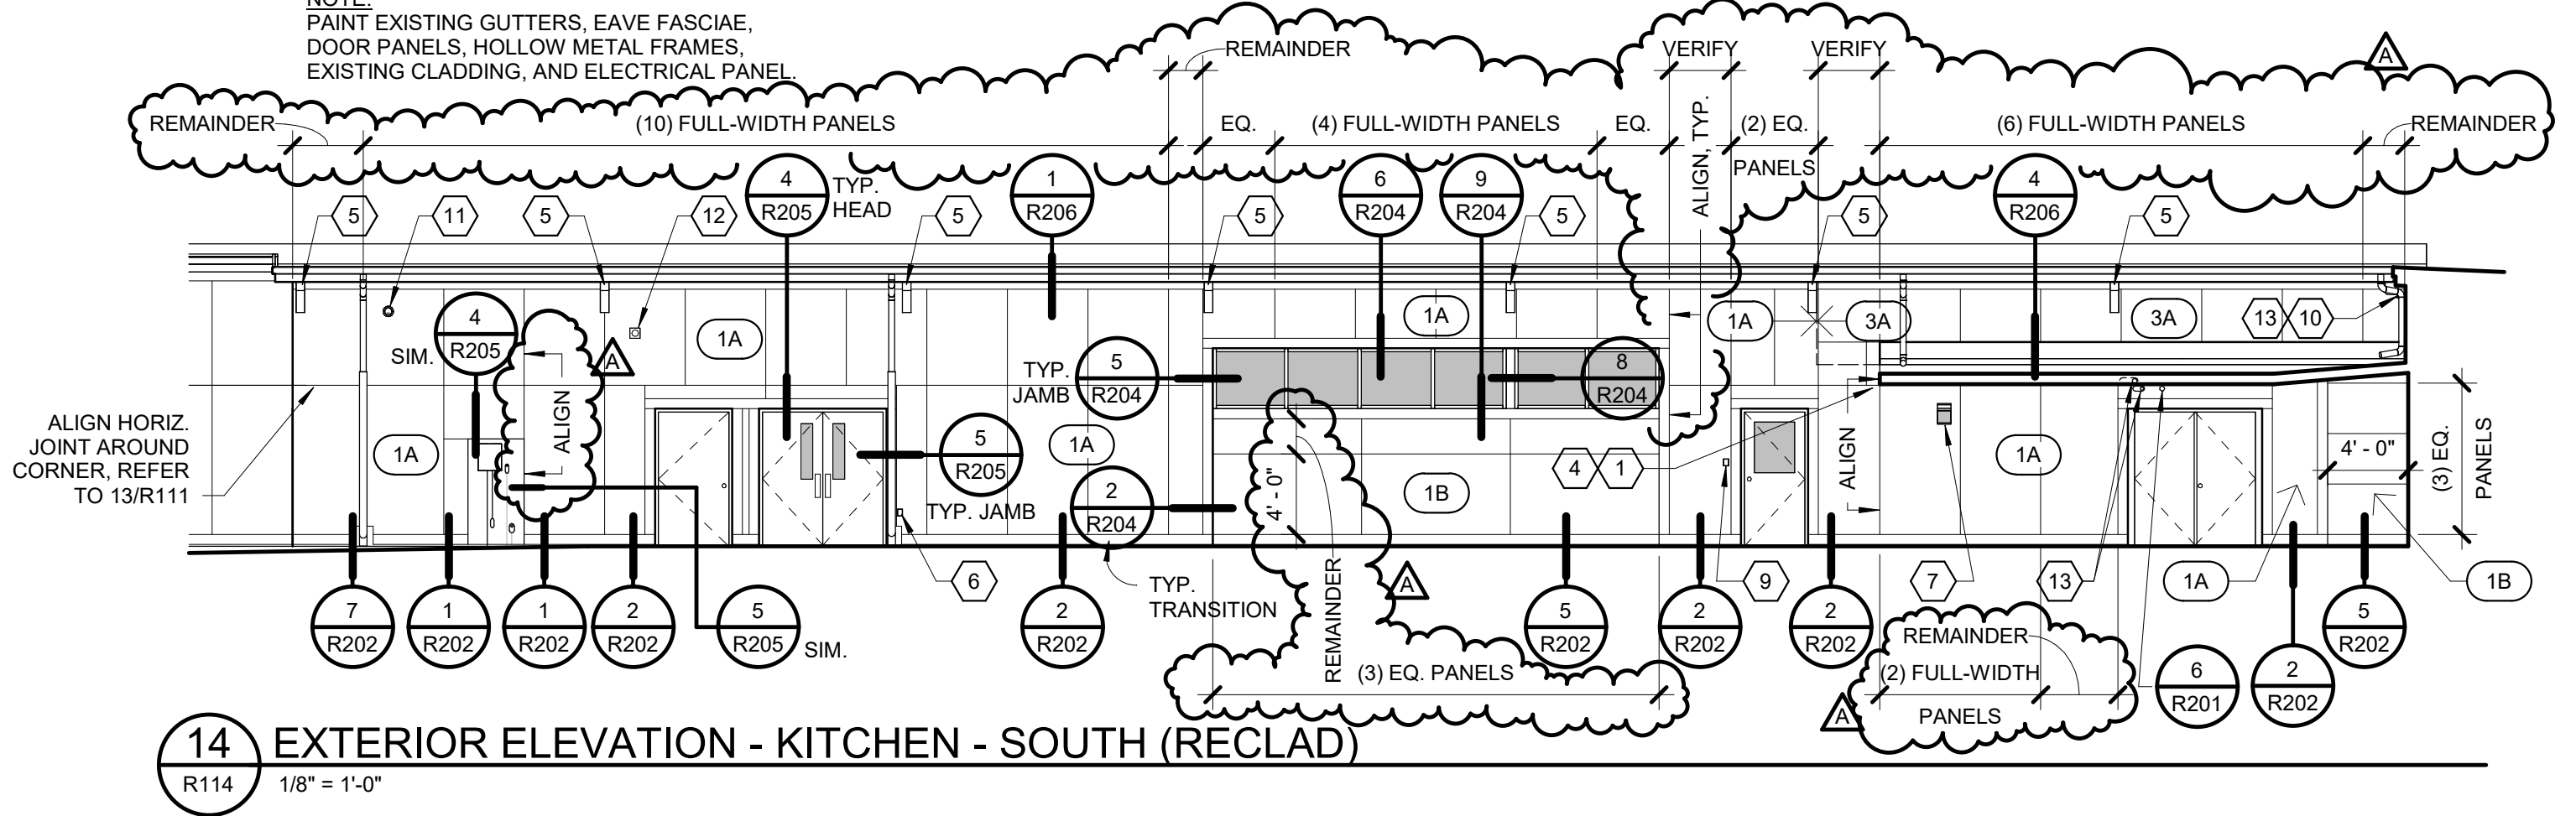 NOTE:
PAINT EXISTING GUTTERS, EAVE FASCIAE,
DOOR PANELS, HOLLOW METAL FRAMES,
EXISTING CLADDING, AND ELECTRICAL PANEL.
REMAINDER
VERIFY
VERIFY
A
REMAINDER
(10) FULL-WIDTH PANELS
EQ.
(4) FULL-WIDTH PANELS
EQ.
ALIGN, TYP.
(2) EQ.
PANELS
(6) FULL-WIDTH PANELS
REMAINDER
5
11
5
12
4
R205
TYP.
HEAD
5
1
R206
5
6
R204
9
R204
5
5
4
R206
5
4
R205
SIM.
ALIGN
A
1A
1A
1A
3A
3A
13
10
TYP.
JAMB
5
R204
8
R204
ALIGN HORIZ.
JOINT AROUND
CORNER, REFER
TO 13/R111
1A
5
R205
TYP. JAMB
1A
2
R204
4' - 0"
REMAINDER
1B
4
1
ALIGN
1A
4' - 0"
(3) EQ.
PANELS
7
R202
1
R202
1
R202
2
R202
5
R205
SIM.
6
2
R202
TYP.
TRANSITION
A
5
R202
2
R202
9
2
R202
7
13
1A
1B
5
R202
(3) EQ. PANELS
REMAINDER
(2) FULL-WIDTH
PANELS
A
6
R201
2
R202
14
R114
EXTERIOR ELEVATION - KITCHEN - SOUTH (RECLAD)
1/8" = 1'-0"